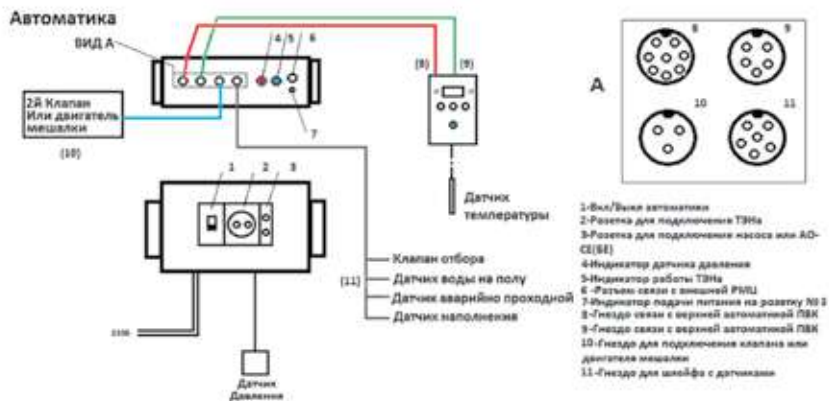 Автоматика
ВИД А
4 5 6
(8) (9)
7
2й Клапан
Или двигатель
мешалки
(10)
1 2 3
Датчик
температуры
Клапан отбора
(11)
Датчик воды на полу
Датчик аварийно проходной
Датчик наполнения
Датчик
Давления
А
8 9
10 11
1-Вкл/Выкл автоматики
2-Розетка для подключения ТЭНа
3-Розетка для подключения насоса или АО-
СЕ(БЕ)
4-Индикатор датчика давления
5-Индикатор работы ТЭНа
6 -Разъем связи с внешней РМЦ
7-Индикатор подачи питания на розетку №3
8-Гнездо связи с верхней автоматикой ПВК
9-Гнездо связи с верхней автоматикой ПВК
10-Гнездо для подключения клапана или
двигателя мешалки
11-Гнездо для шлейфа с датчиками